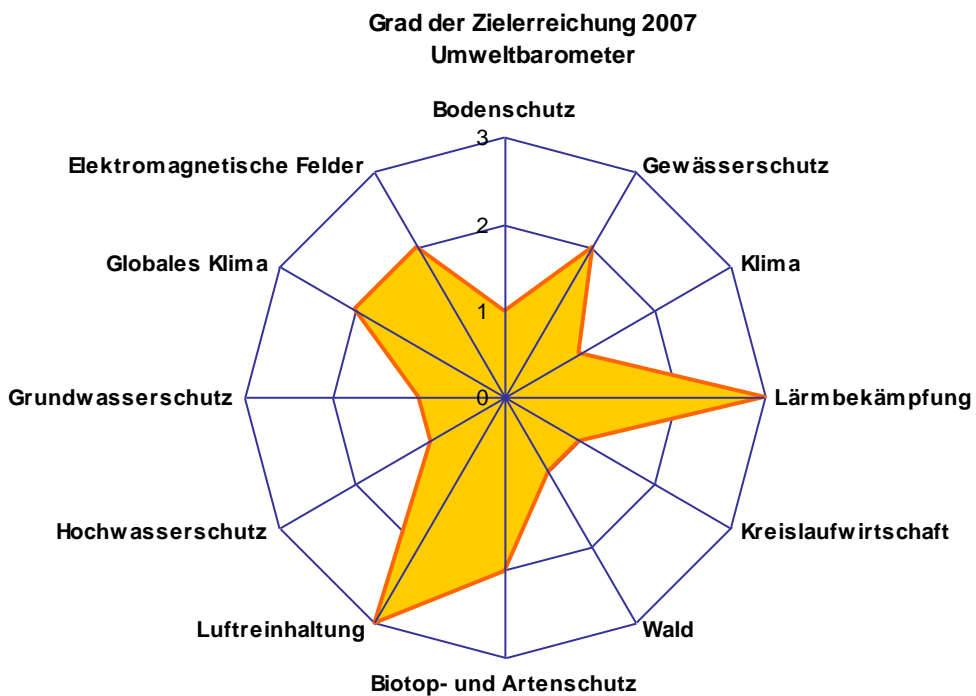 Grad der Zielerreichung 2007
Umweltbarometer
Bodenschutz
3
Elektromagnetische Felder
Gewässerschutz
2
Globales Klima
Klima
1
Grundwasserschutz
0
Lärmbekämpfung
Hochwasserschutz
Kreislaufwirtschaft
Luftreinhaltung
Wald
Biotop- und Artenschutz